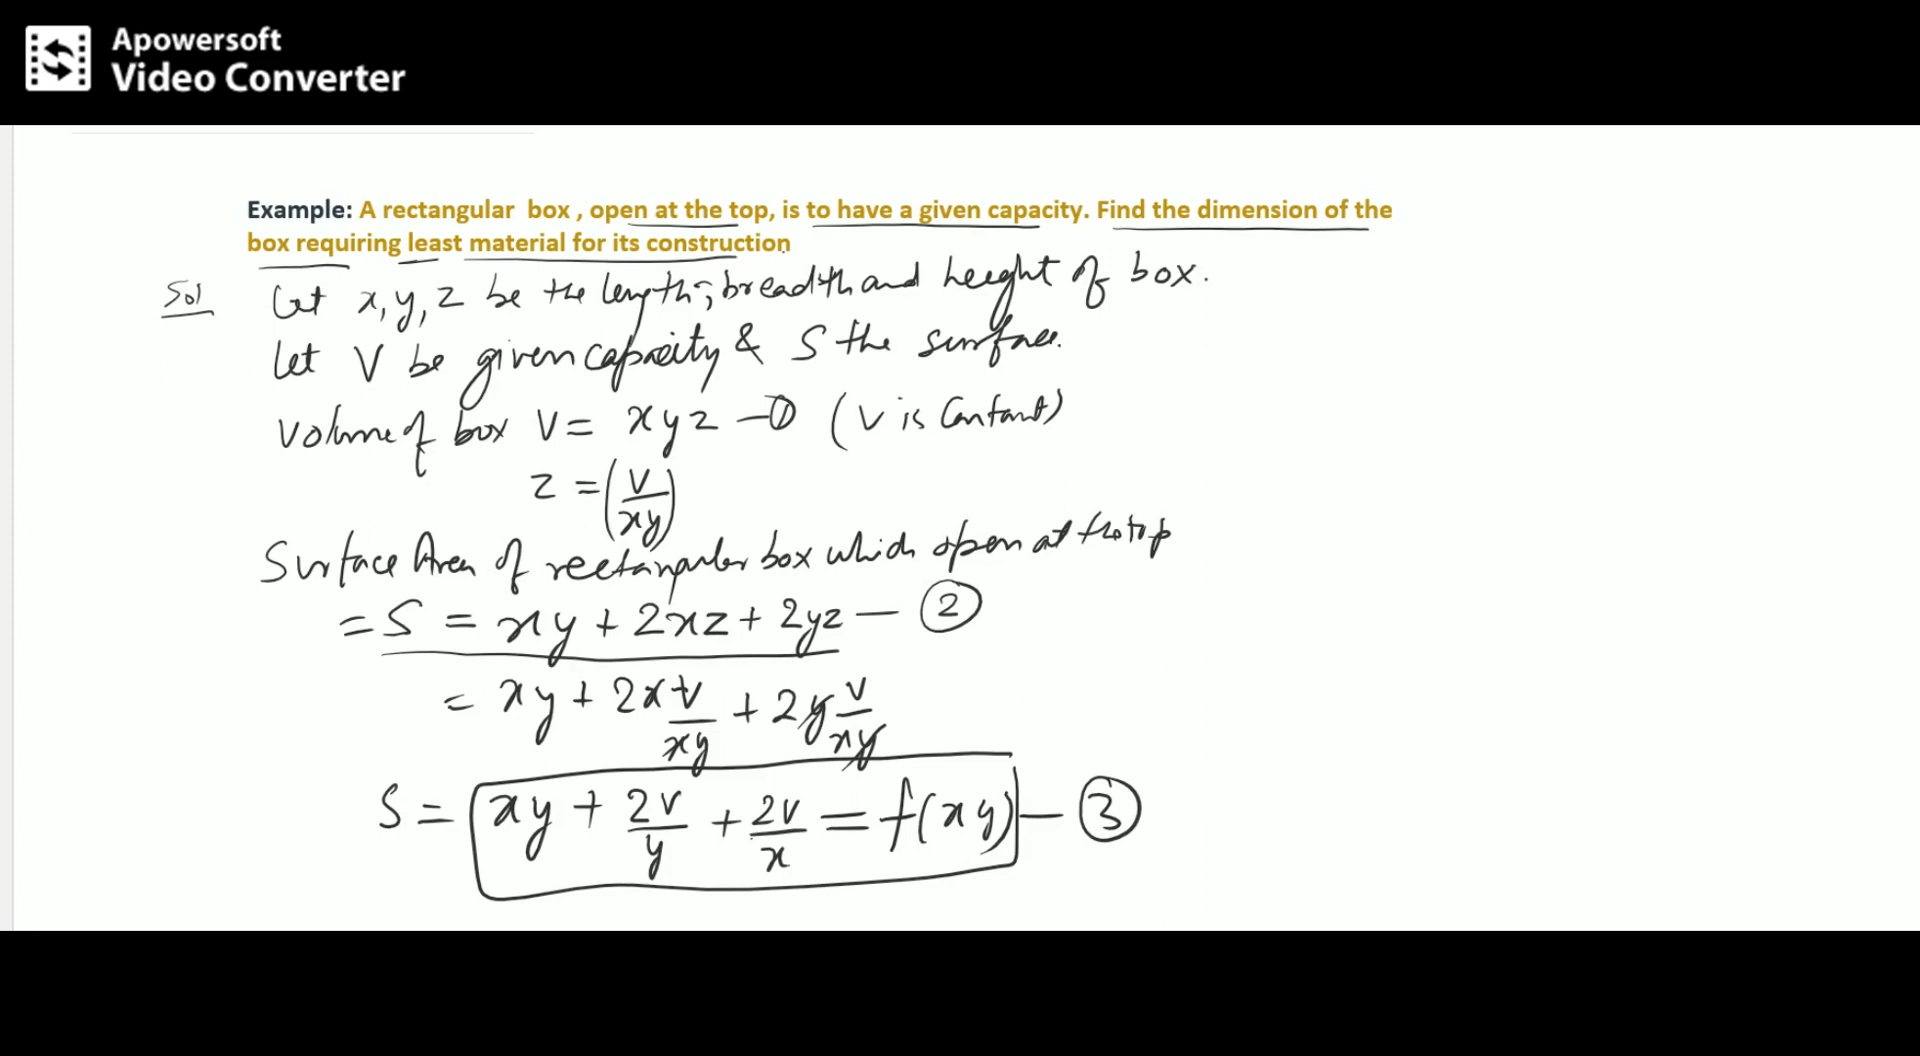 Apowersoft
Video Converter
Example: A rectangular box , open at the top, is to have a given capacity. Find the dimension of the
box requiring least material for its construction
Sol Let x, y, z be the length, breadth and height of box.
Let V be given capacity & S the surface.
Volume of box V = xyz —① (V is Contant)
z = (V/xy)
Surface Area of rectangular box which open at the top
= S = xy + 2xz + 2yz — ②
= xy + 2x V/xy + 2y V/xy
S = xy + 2V/y + 2V/x = f(xy) — ③